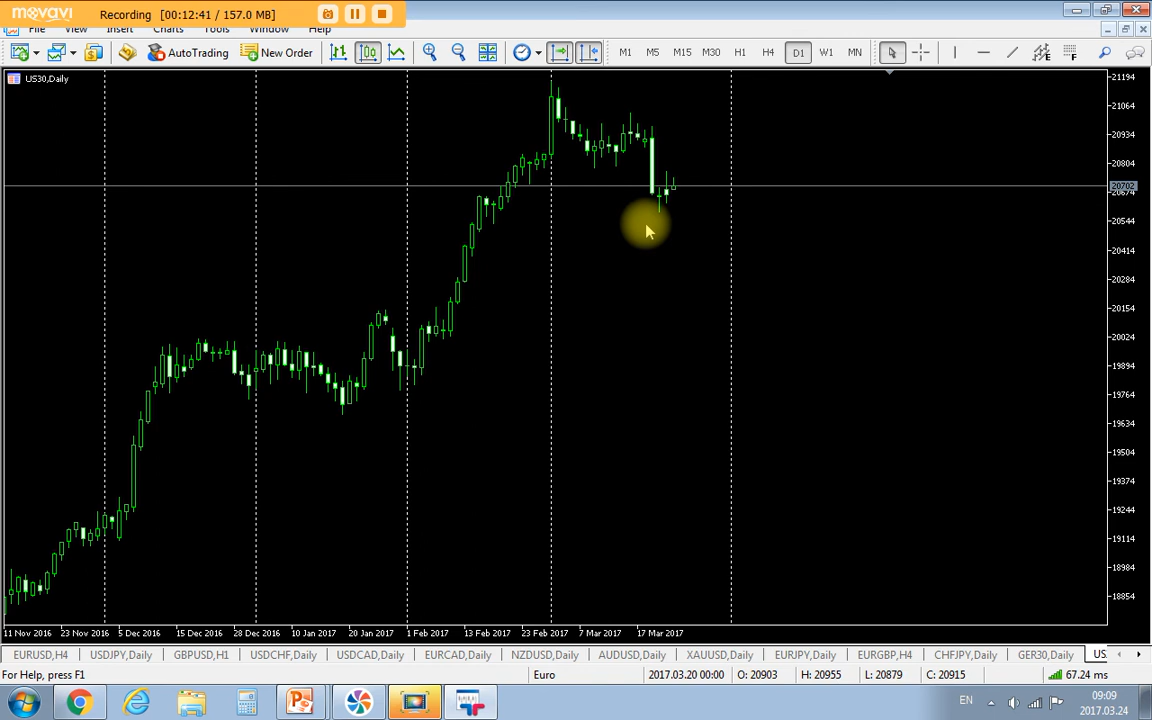 movavi Recording [00:12:41 / 157.0 MB]
File View Insert Charts Tools Window Help
AutoTrading New Order M1 M5 M15 M30 H1 H4 D1 W1 MN
US30,Daily
21194
21064
20934
20804
20702
20674
20544
20414
20284
20154
20024
19894
19764
19634
19504
19374
19244
19114
18984
18854
11 Nov 2016 23 Nov 2016 5 Dec 2016 15 Dec 2016 28 Dec 2016 10 Jan 2017 20 Jan 2017 1 Feb 2017 13 Feb 2017 23 Feb 2017 7 Mar 2017 17 Mar 2017
EURUSD,H4 USDJPY,Daily GBPUSD,H1 USDCHF,Daily USDCAD,Daily EURCAD,Daily NZDUSD,Daily AUDUSD,Daily XAUUSD,Daily EURJPY,Daily EURGBP,H4 CHFJPY,Daily GER30,Daily US
For Help, press F1 Euro 2017.03.20 00:00 O: 20903 H: 20955 L: 20879 C: 20915 67.24 ms
EN 09:09
2017.03.24